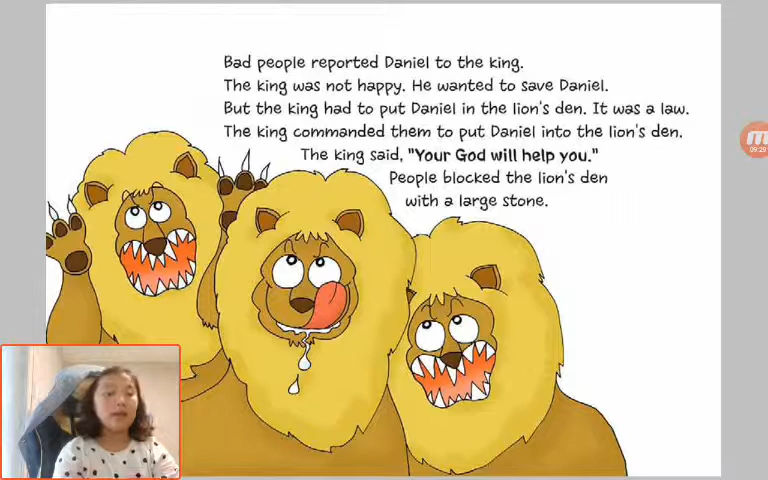 Bad people reported Daniel to the king.
The king was not happy. He wanted to save Daniel.
But the king had to put Daniel in the lion's den. It was a law.
The king commanded them to put Daniel into the lion's den.
The king said, "Your God will help you."
People blocked the lion's den
with a large stone.
M
09:29